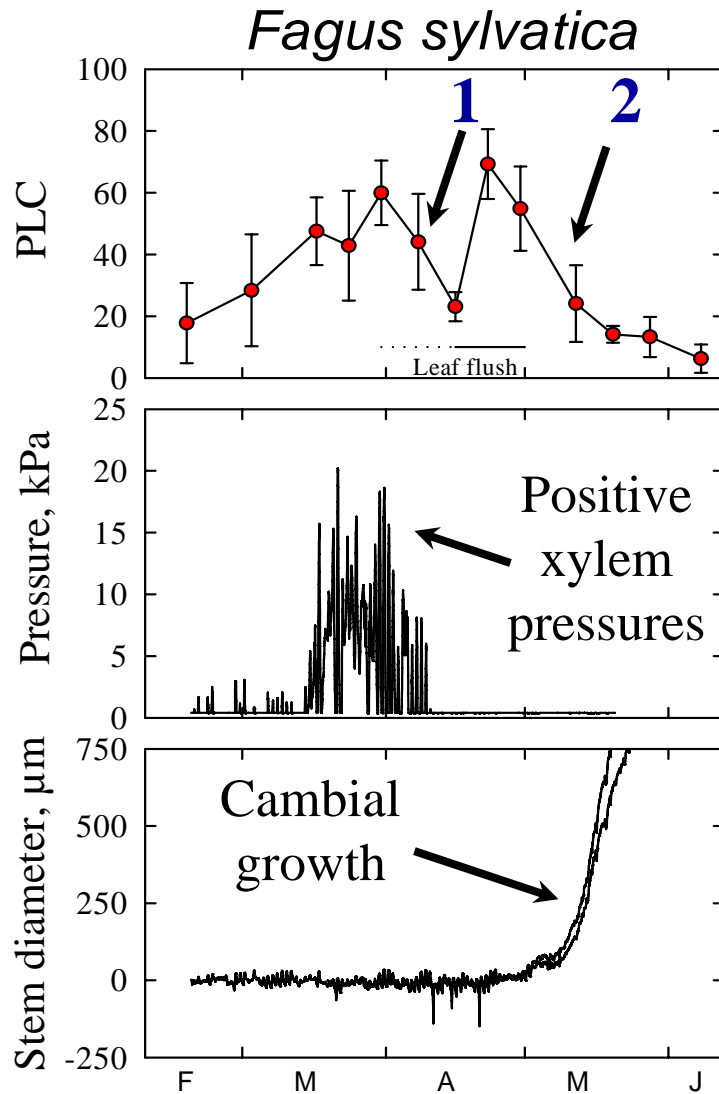 Fagus sylvatica
100
80
60
40
20
0
PLC
1
2
Leaf flush
25
20
15
10
5
0
Pressure, kPa
Positive
xylem
pressures
750
500
250
0
-250
Stem diameter, µm
Cambial
growth
F M A M J